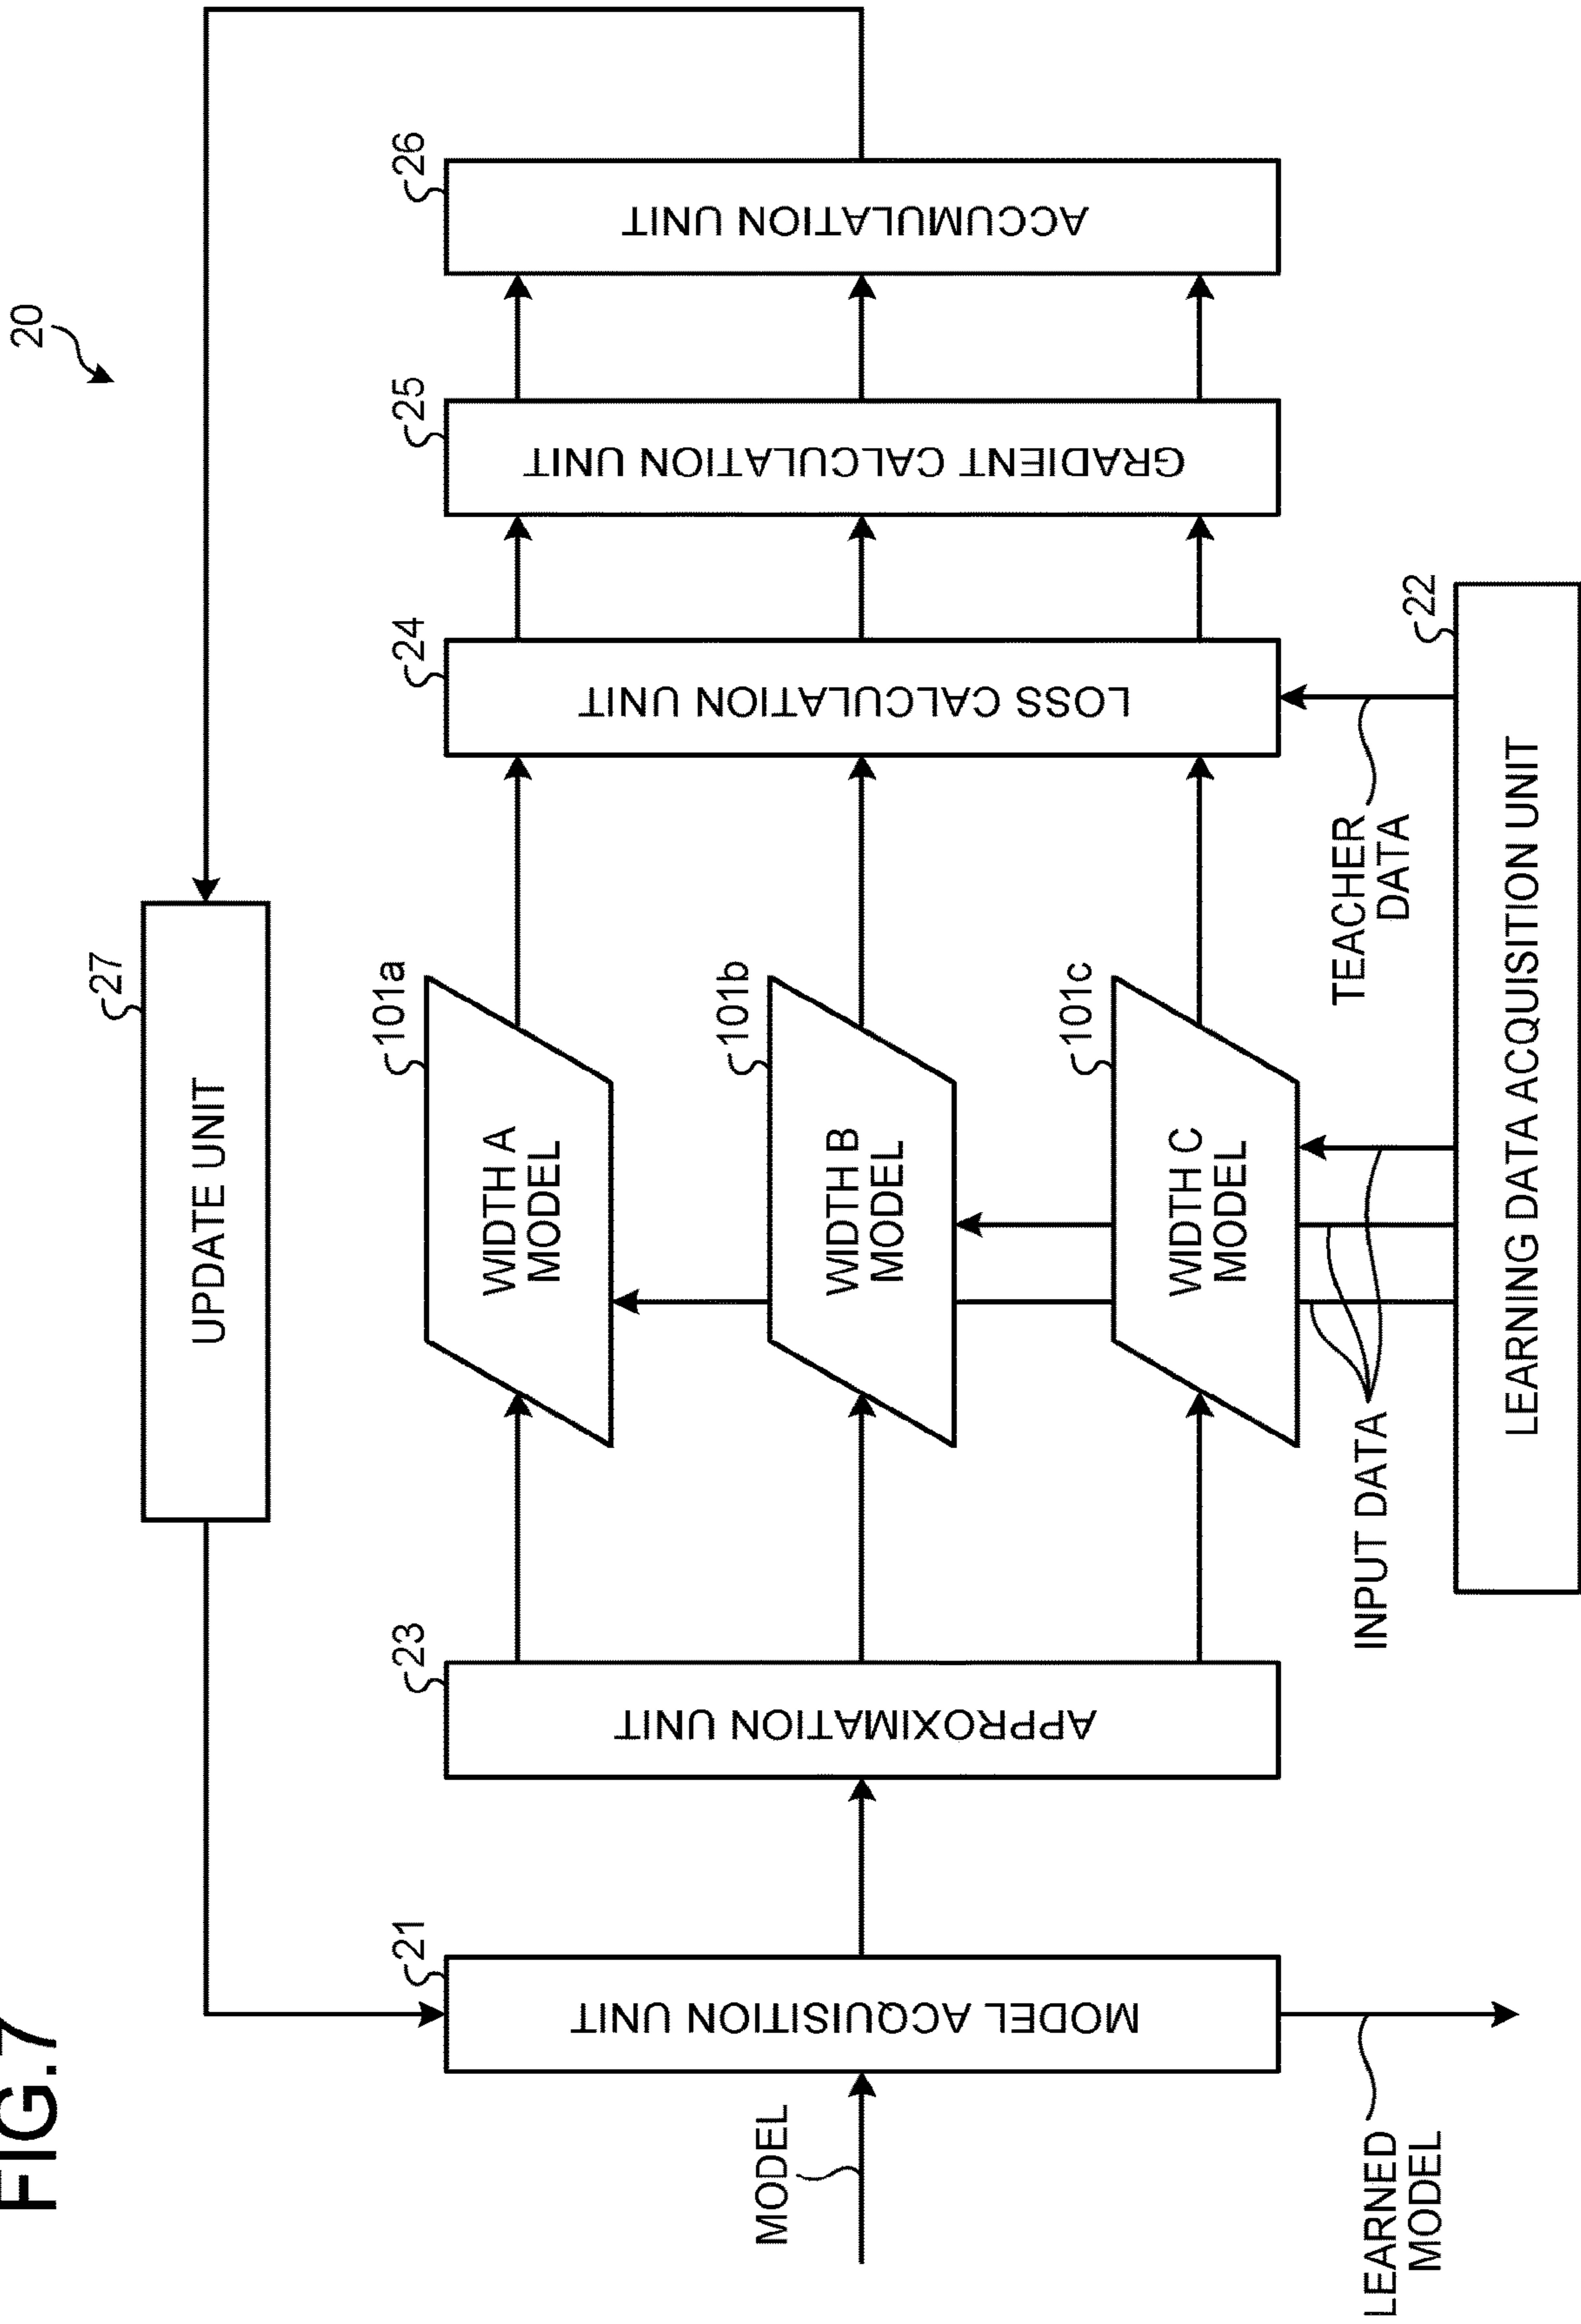 FIG.7
20
27
UPDATE UNIT
21
MODEL ACQUISITION UNIT
MODEL
LEARNED
MODEL
23
APPROXIMATION UNIT
101a
WIDTH A
MODEL
101b
WIDTH B
MODEL
101c
WIDTH C
MODEL
24
LOSS CALCULATION UNIT
25
GRADIENT CALCULATION UNIT
26
ACCUMULATION UNIT
INPUT DATA
TEACHER
DATA
22
LEARNING DATA ACQUISITION UNIT